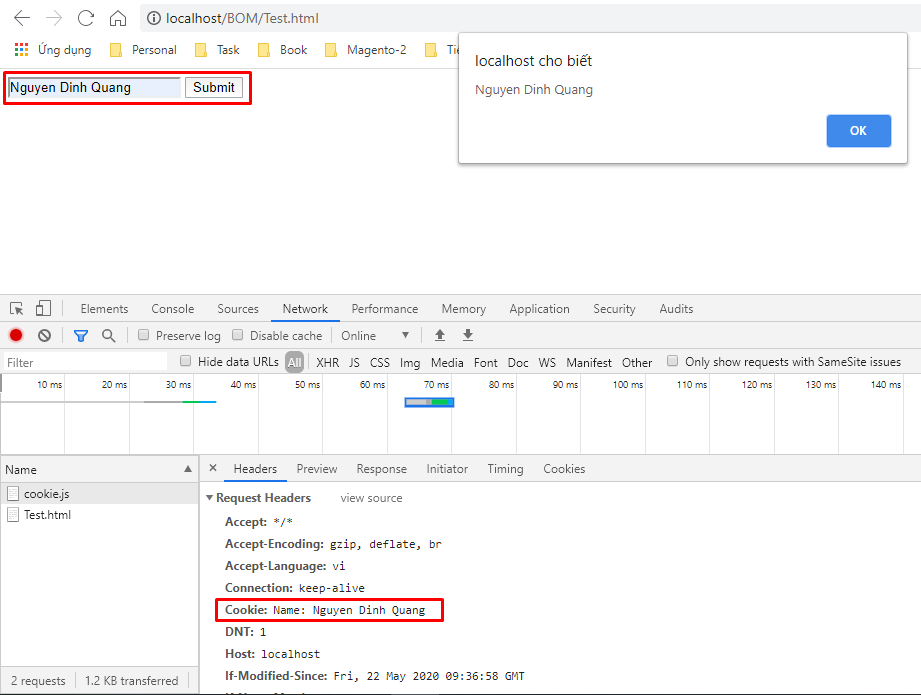 localhost/BOM/Test.html
Ứng dụng Personal Task Book Magento-2
localhost cho biết
Nguyen Dinh Quang
OK
Nguyen Dinh Quang Submit
Elements Console Sources Network Performance Memory Application Security Audits
Preserve log Disable cache Online
Filter Hide data URLs All XHR JS CSS Img Media Font Doc WS Manifest Other Only show requests with SameSite issues
10 ms 20 ms 30 ms 40 ms 50 ms 60 ms 70 ms 80 ms 90 ms 100 ms 110 ms 120 ms 130 ms 140 ms
Name × Headers Preview Response Initiator Timing Cookies
cookie.js
Test.html
Request Headers view source
Accept: */*
Accept-Encoding: gzip, deflate, br
Accept-Language: vi
Connection: keep-alive
Cookie: Name: Nguyen Dinh Quang
DNT: 1
Host: localhost
If-Modified-Since: Fri, 22 May 2020 09:36:58 GMT
2 requests 1.2 KB transferred